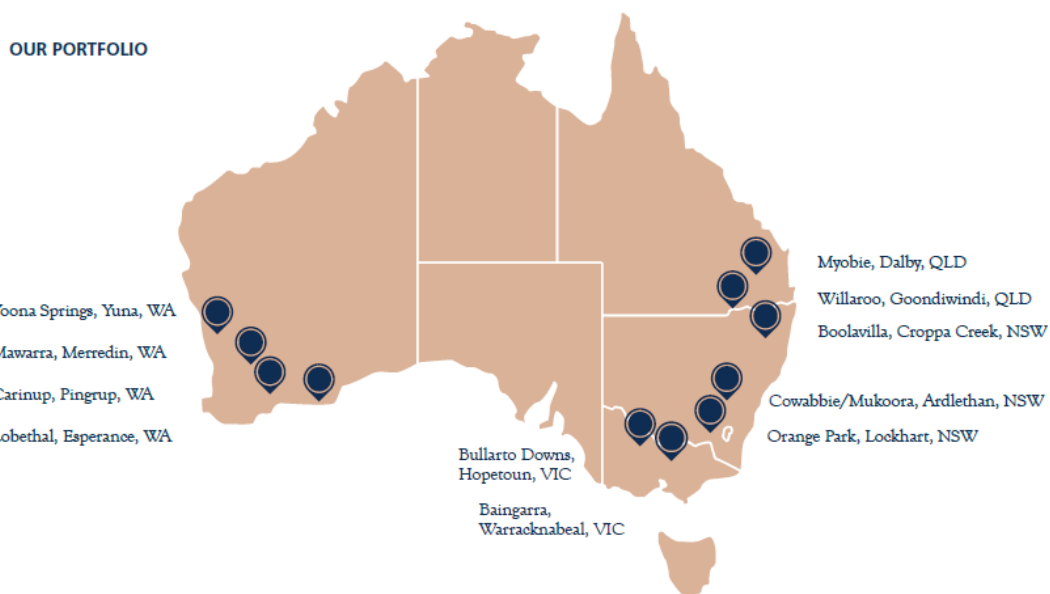 OUR PORTFOLIO
Myobie, Dalby, QLD
Willaroo, Goondiwindi, QLD
Boolavilla, Croppa Creek, NSW
Springs, Yuna, WA
Merredin, WA
Pingrup, WA
Esperance, WA
Cowabbie/Mukoora, Ardlethan, NSW
Orange Park, Lockhart, NSW
Bullarto Downs,
Hopetoun, VIC
Baingarra,
Warracknabeal, VIC